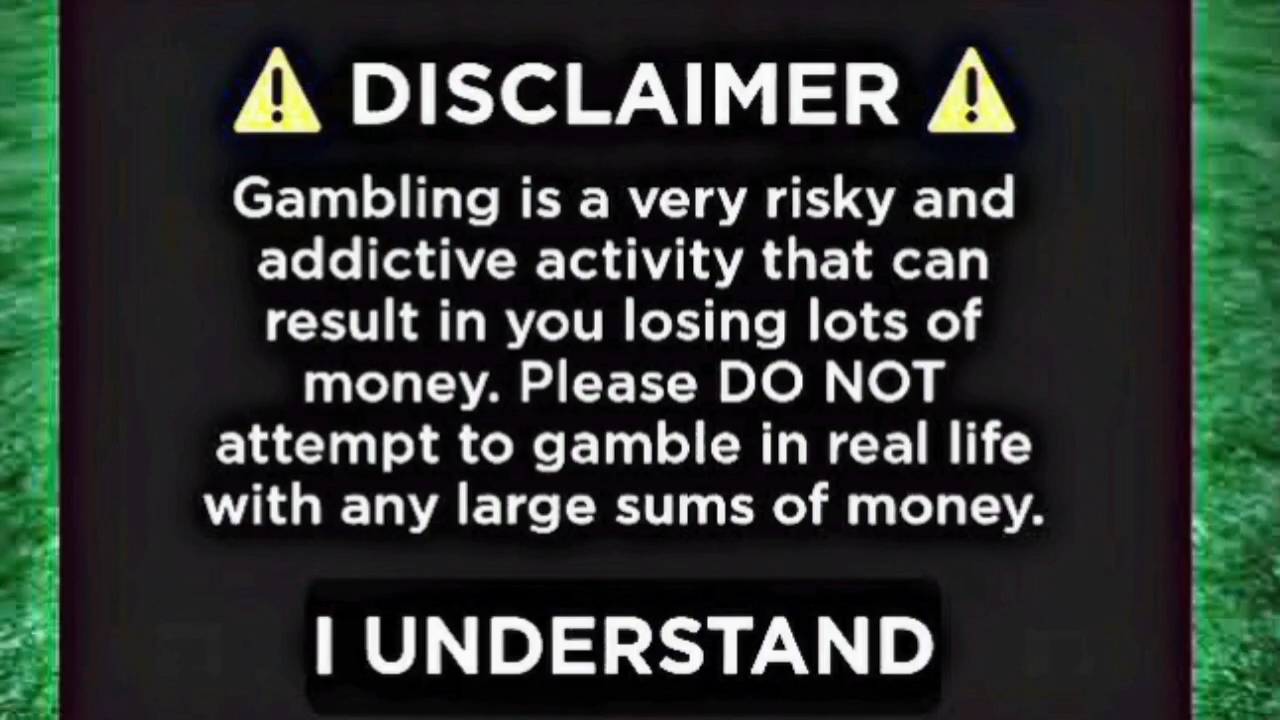 ⚠️ DISCLAIMER ⚠️
Gambling is a very risky and
addictive activity that can
result in you losing lots of
money. Please DO NOT
attempt to gamble in real life
with any large sums of money.
I UNDERSTAND